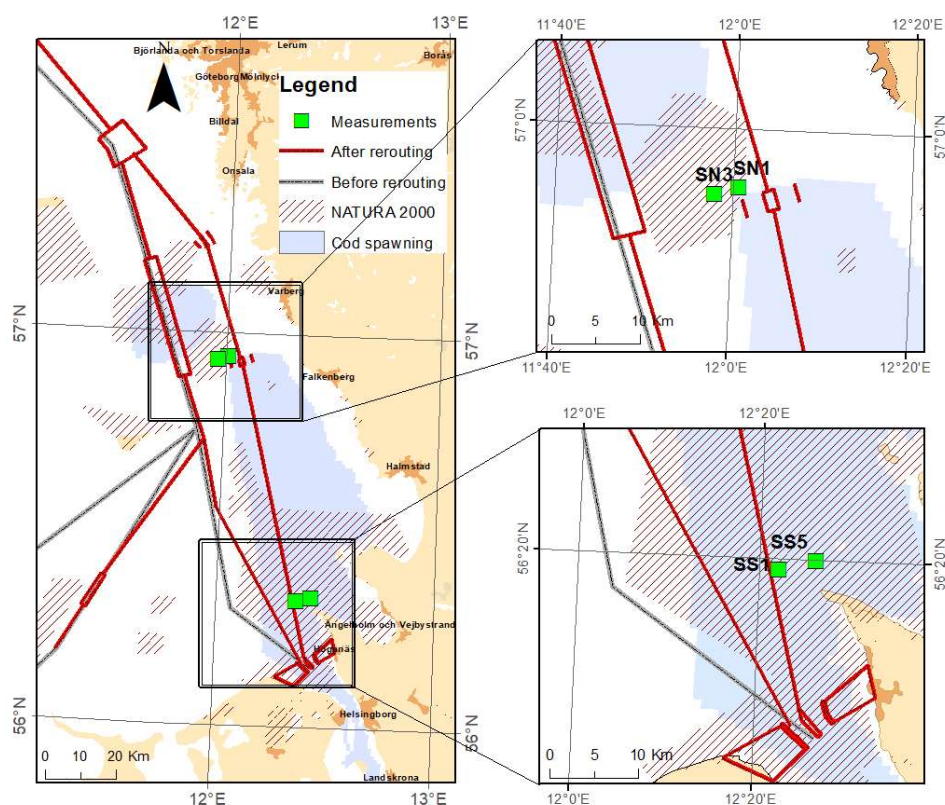 12°E
13°E
Björlanda och Torslanda
Lerum
Borås
N
Göteborg
Mölnlyck
Billdal
Onsala
Legend
Measurements
After rerouting
Before rerouting
NATURA 2000
Cod spawning
Varberg
57°N
57°N
Falkenberg
Halmstad
Ängelholm och Vejbystrand
Höganäs
56°N
56°N
Helsingborg
Landskrona
0 10 20 Km
12°E
13°E
11°40'E
12°0'E
12°20'E
57°0'N
57°0'N
SN3
SN1
0 5 10 Km
11°40'E
12°0'E
12°20'E
12°0'E
12°20'E
56°20'N
56°20'N
SS5
SS1
0 5 10 Km
12°0'E
12°20'E